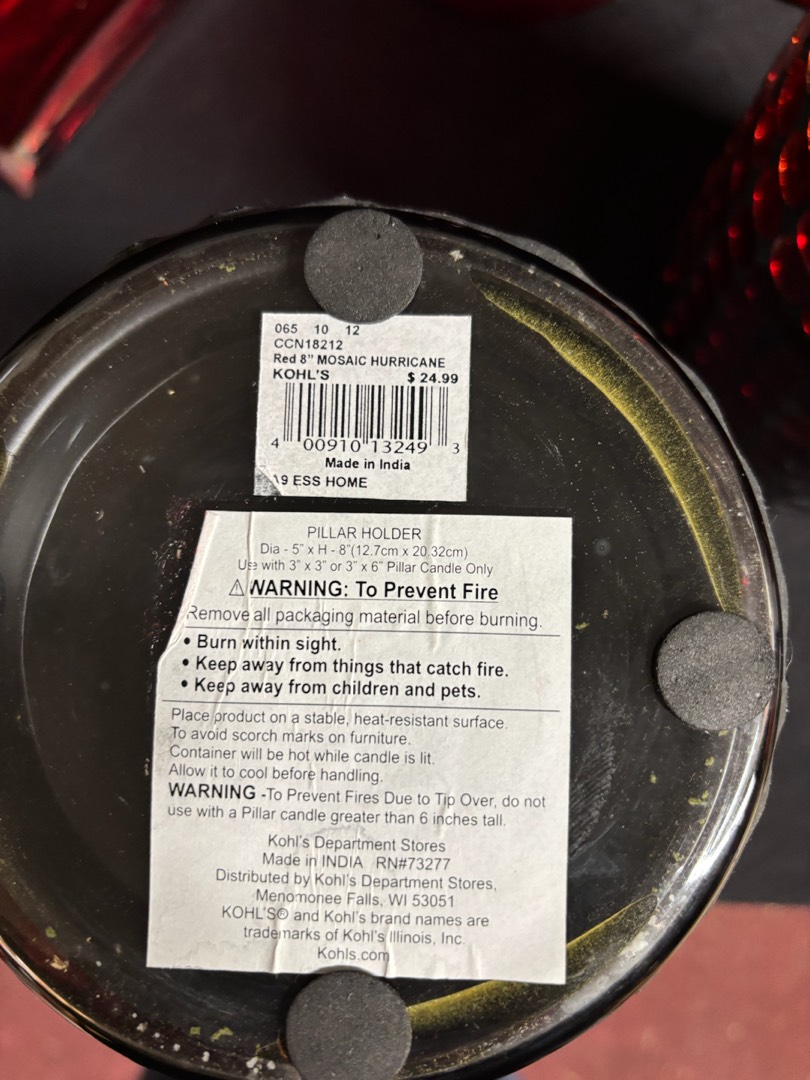 065 10 12
CCN18212
Red 8" MOSAIC HURRICANE
KOHL'S $ 24.99
4 00910 13249 3
Made in India
9 ESS HOME
PILLAR HOLDER
Dia - 5" x H - 8"(12.7cm x 20.32cm)
Use with 3" x 3" or 3" x 6" Pillar Candle Only
⚠ WARNING: To Prevent Fire
Remove all packaging material before burning.
• Burn within sight.
• Keep away from things that catch fire.
• Keep away from children and pets.
Place product on a stable, heat-resistant surface.
To avoid scorch marks on furniture.
Container will be hot while candle is lit.
Allow it to cool before handling.
WARNING -To Prevent Fires Due to Tip Over, do not
use with a Pillar candle greater than 6 inches tall.
Kohl's Department Stores
Made in INDIA RN#73277
Distributed by Kohl's Department Stores,
Menomonee Falls, WI 53051
KOHL'S® and Kohl's brand names are
trademarks of Kohl's Illinois, Inc.
Kohls.com